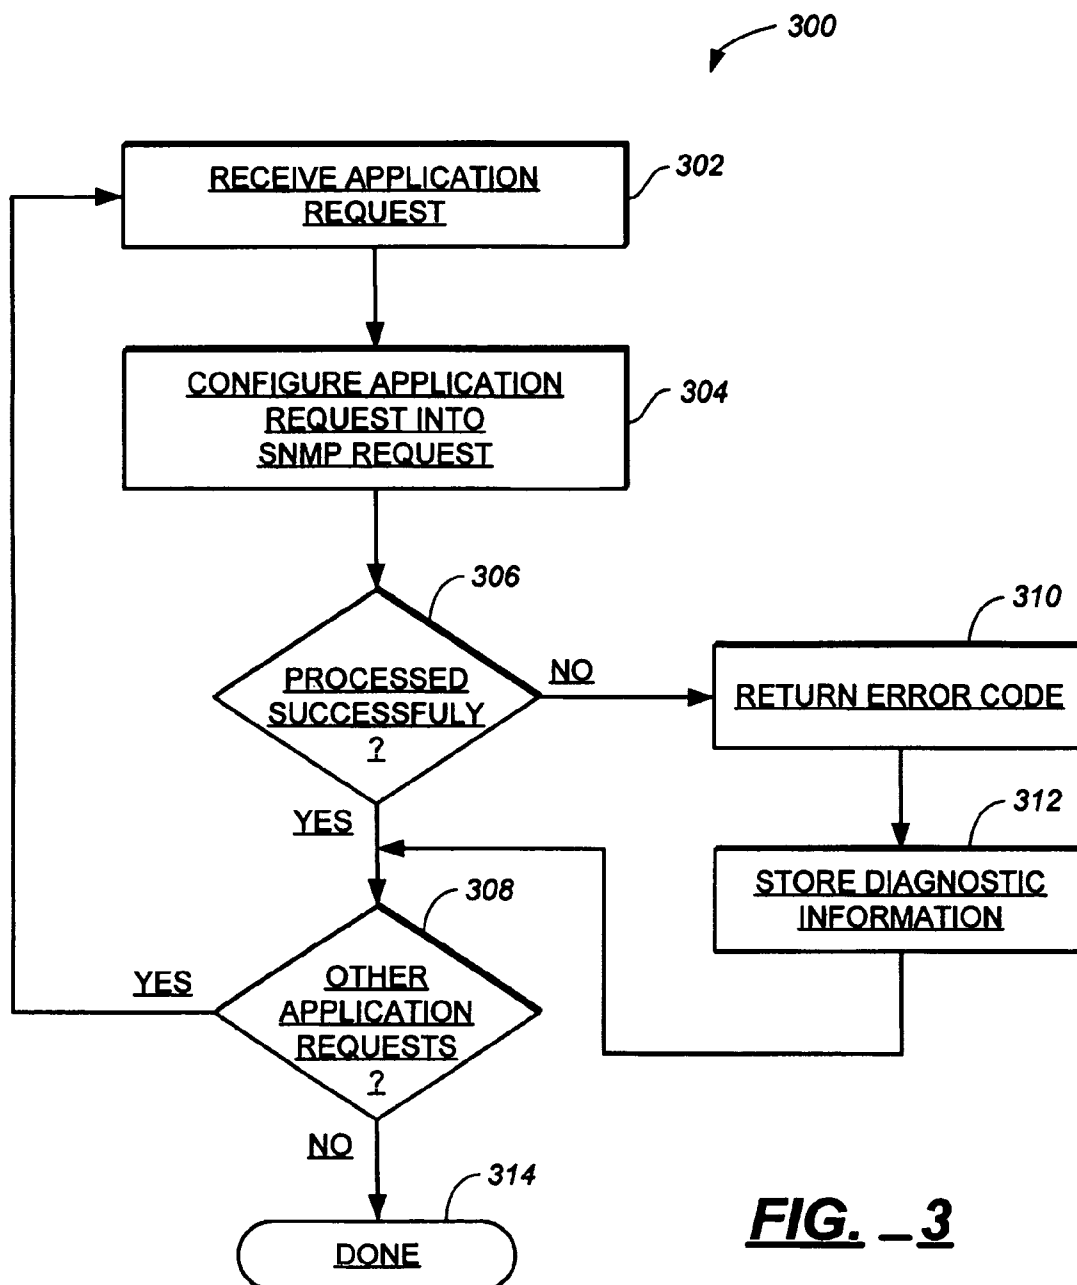 300
RECEIVE APPLICATION
REQUEST
302
CONFIGURE APPLICATION
REQUEST INTO
SNMP REQUEST
304
306
PROCESSED
SUCCESSFULY
?
NO
310
RETURN ERROR CODE
YES
312
STORE DIAGNOSTIC
INFORMATION
308
OTHER
APPLICATION
REQUESTS
?
YES
NO
314
DONE
FIG. _ 3